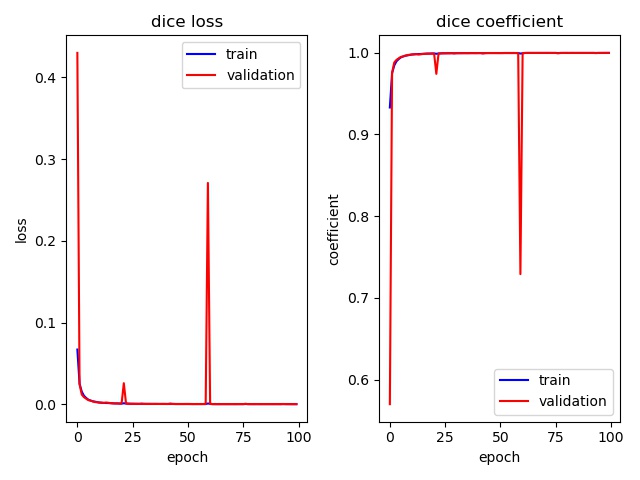 dice loss
train
validation
loss
0.4
0.3
0.2
0.1
0.0
0
25
50
75
100
epoch
dice coefficient
coefficient
1.0
0.9
0.8
0.7
0.6
train
validation
0
25
50
75
100
epoch